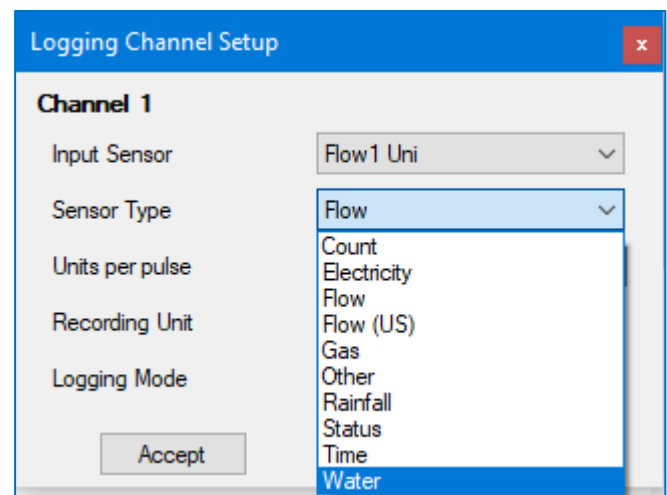 Logging Channel Setup
x
Channel 1
Input Sensor
Flow1 Uni
Sensor Type
Flow
Units per pulse
Recording Unit
Logging Mode
Count
Electricity
Flow
Flow (US)
Gas
Other
Rainfall
Status
Time
Water
Accept